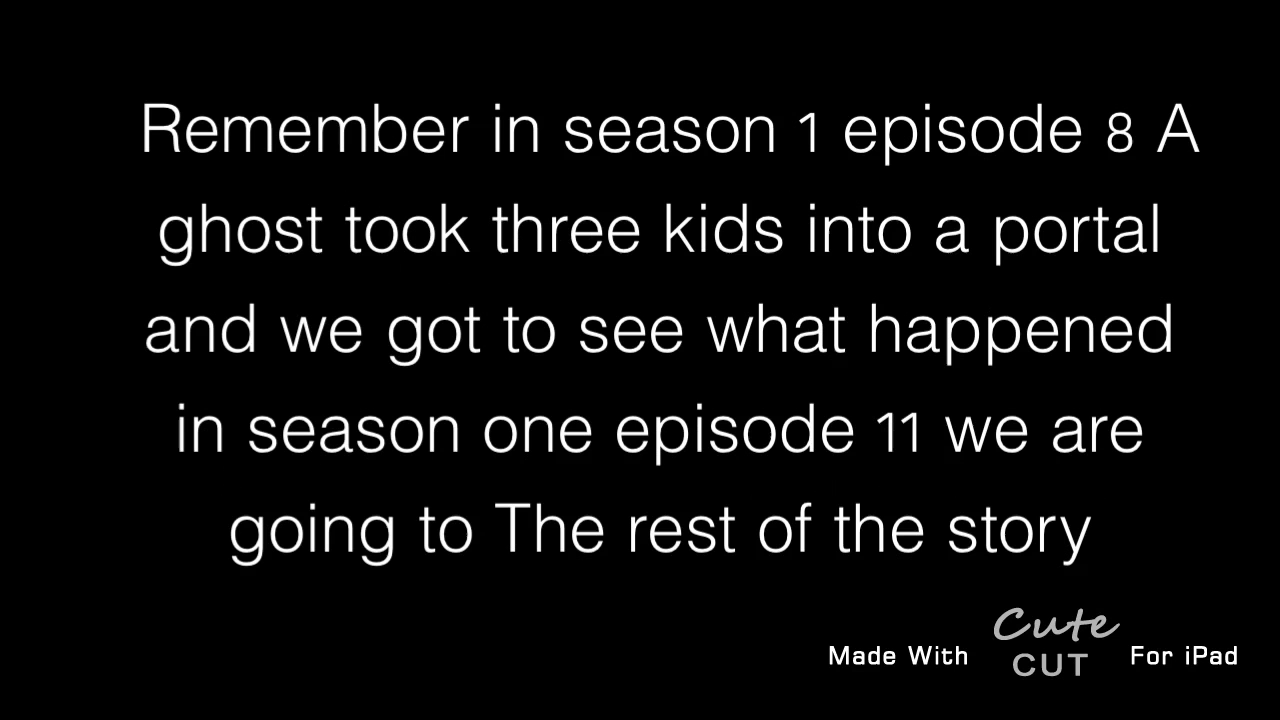 Remember in season 1 episode 8 A
ghost took three kids into a portal
and we got to see what happened
in season one episode 11 we are
going to The rest of the story
Made With Cute CUT For iPad